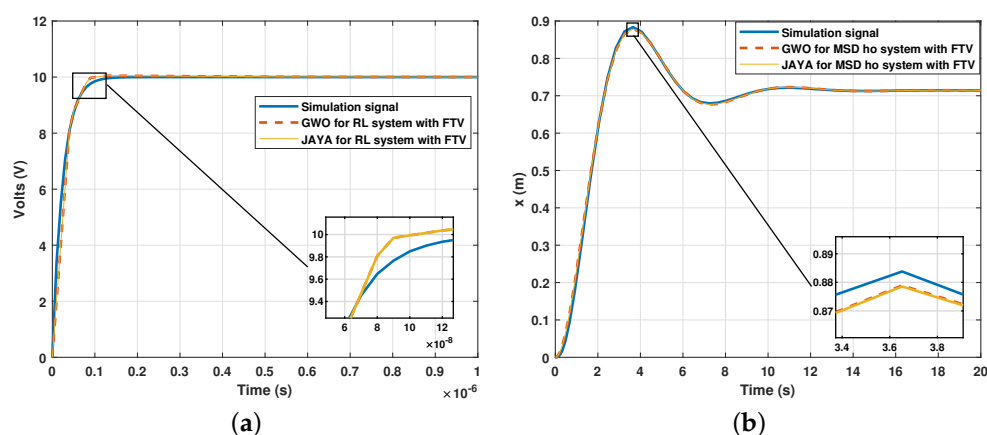 12
10
8
6
4
2
0
Volts (V)
Simulation signal
GWO for RL system with FTV
JAYA for RL system with FTV
10
9.8
9.6
9.4
6 8 10 12
×10⁻⁸
0 0.1 0.2 0.3 0.4 0.5 0.6 0.7 0.8 0.9 1
Time (s)
×10⁻⁶
(a)
0.9
0.8
0.7
0.6
0.5
0.4
0.3
0.2
0.1
0
x (m)
Simulation signal
GWO for MSD ho system with FTV
JAYA for MSD ho system with FTV
0.89
0.88
0.87
3.4 3.6 3.8
0 2 4 6 8 10 12 14 16 18 20
Time (s)
(b)